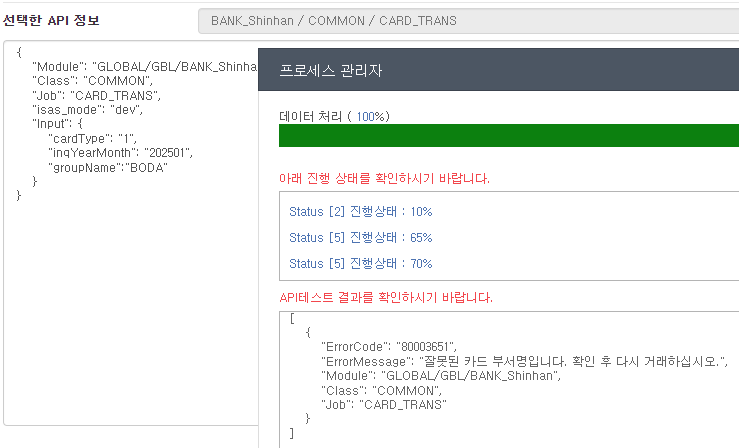 선택한 API 정보
BANK_Shinhan / COMMON / CARD_TRANS
{
"Module": "GLOBAL/GBL/BANK_Shinha
"Class": "COMMON",
"Job": "CARD_TRANS",
"isas_mode": "dev",
"Input": {
"cardType": "1",
"inqYearMonth": "202501",
"groupName":"BODA"
}
}
프로세스 관리자
데이터 처리 ( 100%)
아래 진행 상태를 확인하시기 바랍니다.
Status [2] 진행상태 : 10%
Status [5] 진행상태 : 65%
Status [5] 진행상태 : 70%
API테스트 결과를 확인하시기 바랍니다.
[
{
"ErrorCode": "80003651",
"ErrorMessage": "잘못된 카드 부서명입니다. 확인 후 다시 거래하십시오.",
"Module": "GLOBAL/GBL/BANK_Shinhan",
"Class": "COMMON",
"Job": "CARD_TRANS"
}
]